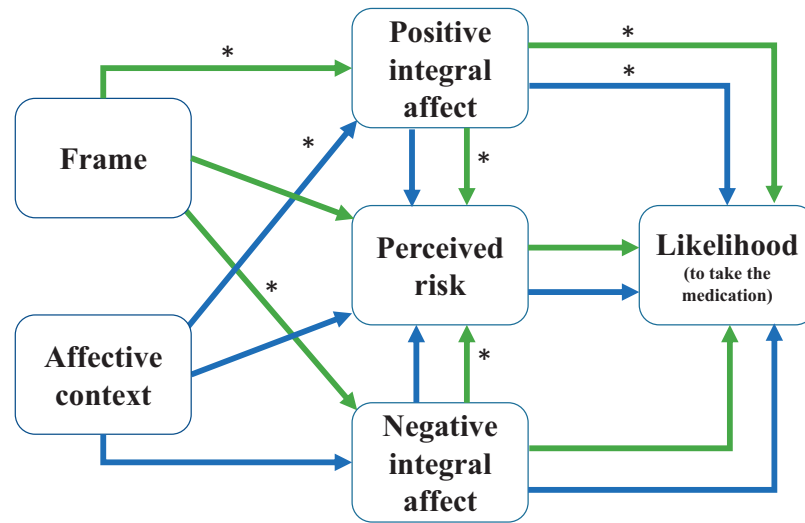 Positive
integral
affect
*
*
*
*
Frame
*
Perceived
risk
Likelihood
(to take the
medication)
*
*
Affective
context
Negative
integral
affect